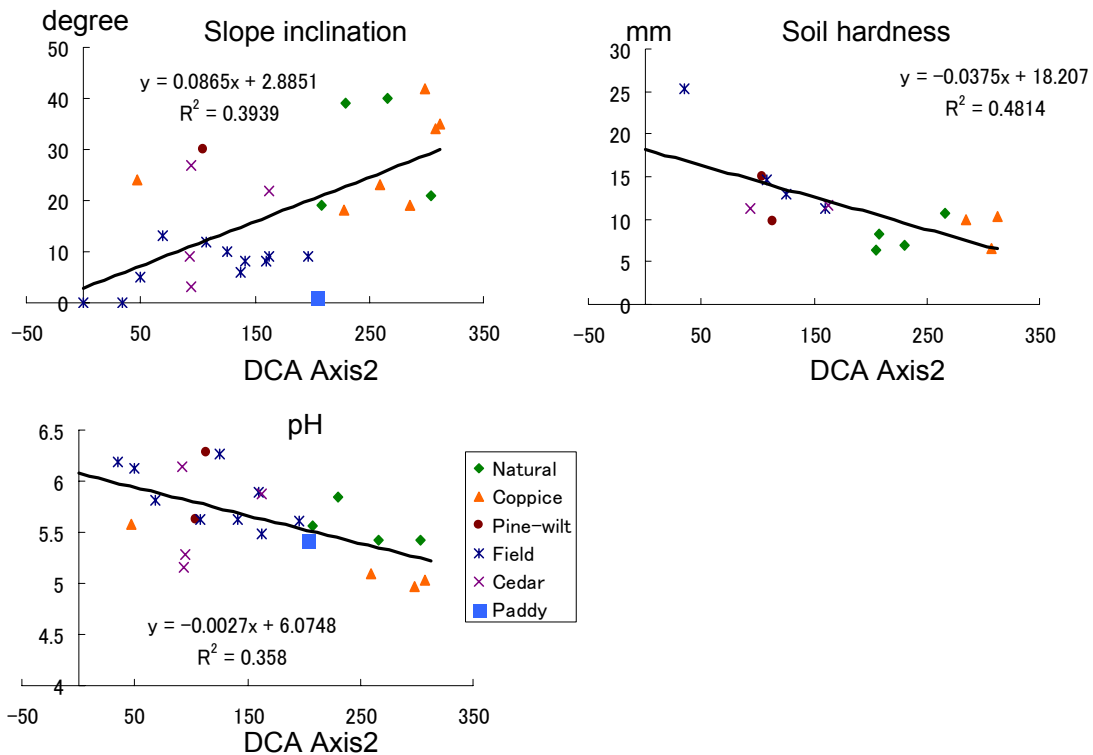 degree
Slope inclination
50
40
30
20
10
0
y = 0.0865x + 2.8851
R² = 0.3939
−50
50
150
250
350
DCA Axis2
mm
Soil hardness
30
25
20
15
10
5
0
y = −0.0375x + 18.207
R² = 0.4814
−50
50
150
250
350
DCA Axis2
pH
6.5
6
5.5
5
4.5
4
y = −0.0027x + 6.0748
R² = 0.358
−50
50
150
250
350
DCA Axis2
Natural
Coppice
Pine−wilt
Field
Cedar
Paddy